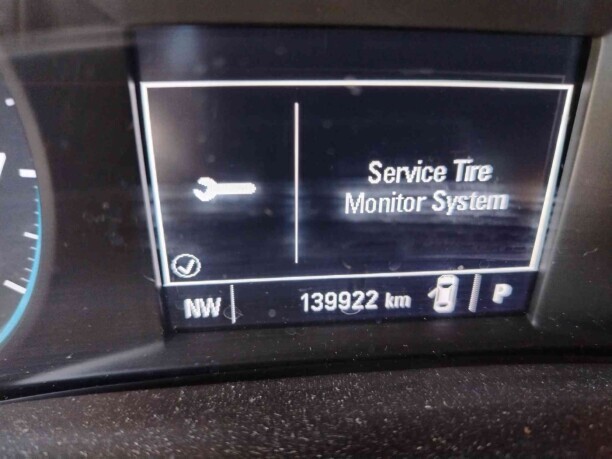 Service Tire
Monitor System
NW 139922 km P